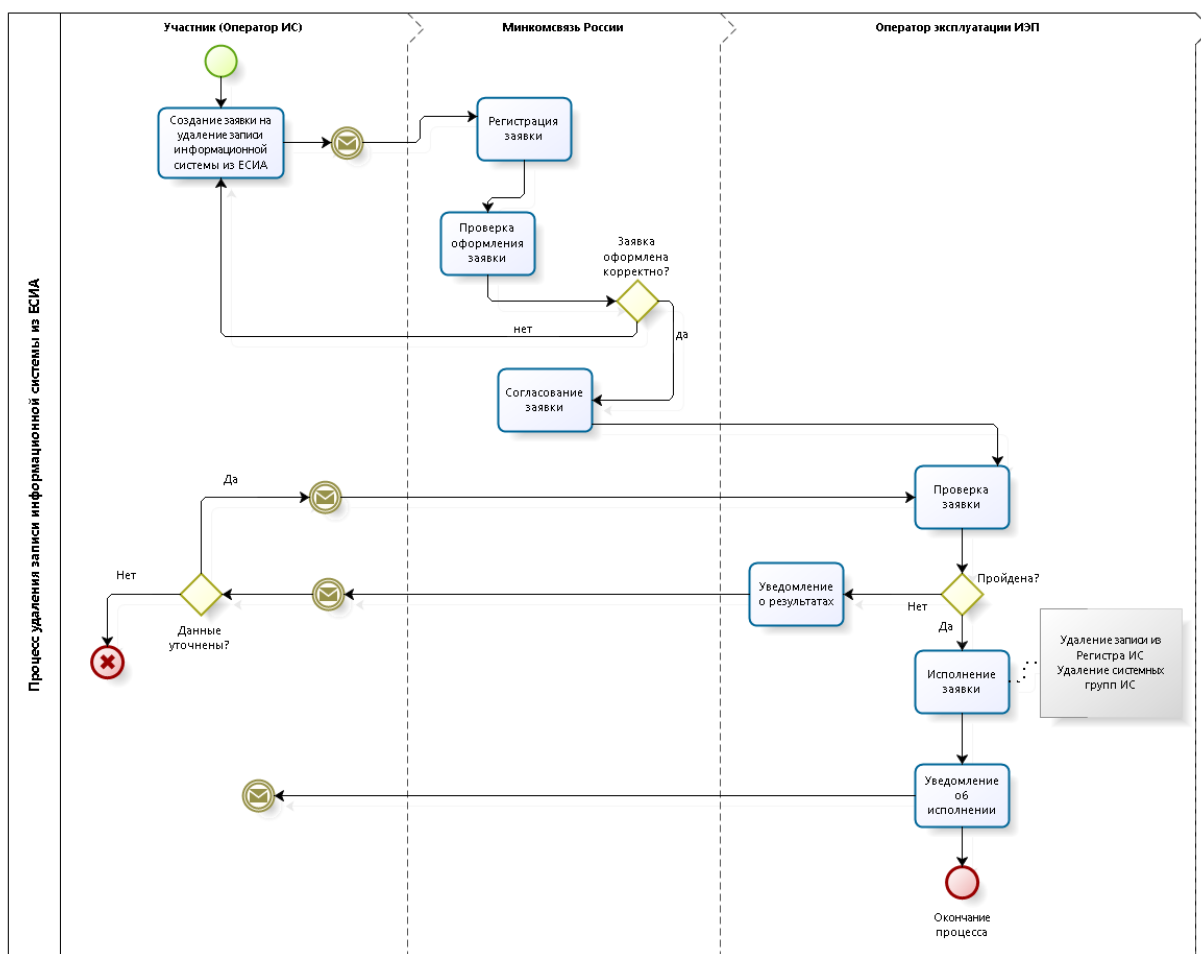 Процесс удаления записи информационной системы из ЕСИА
Участник (Оператор ИС)
Минкомсвязь России
Оператор эксплуатации ИЭП
Создание заявки на
удаление записи
информационной
системы из ЕСИА
Регистрация
заявки
Проверка
оформления
заявки
Заявка
оформлена
корректно?
нет
да
Согласование
заявки
Да
Проверка
заявки
Нет
Данные
уточнены?
Уведомление
о результатах
Пройдена?
Нет
Да
Исполнение
заявки
Удаление записи из
Регистра ИС
Удаление системных
групп ИС
Уведомление
об
исполнении
Окончание
процесса